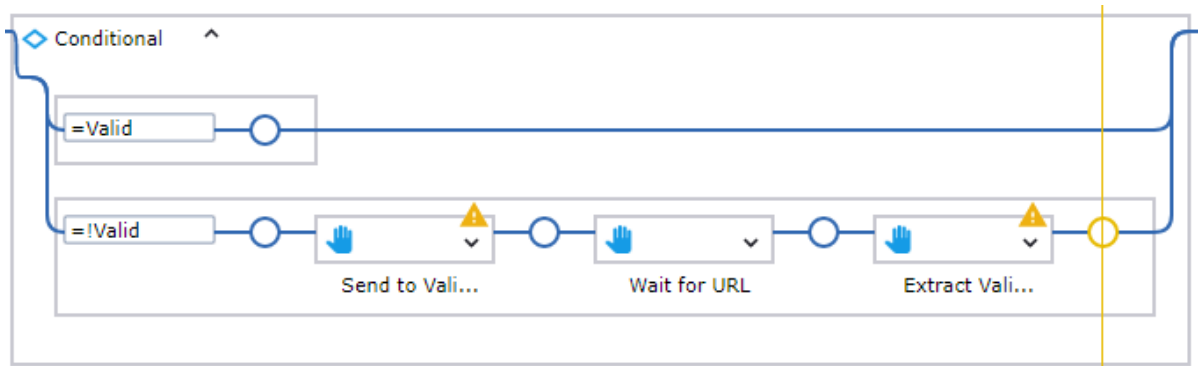 Conditional
=Valid
=!Valid
Send to Vali...
Wait for URL
Extract Vali...